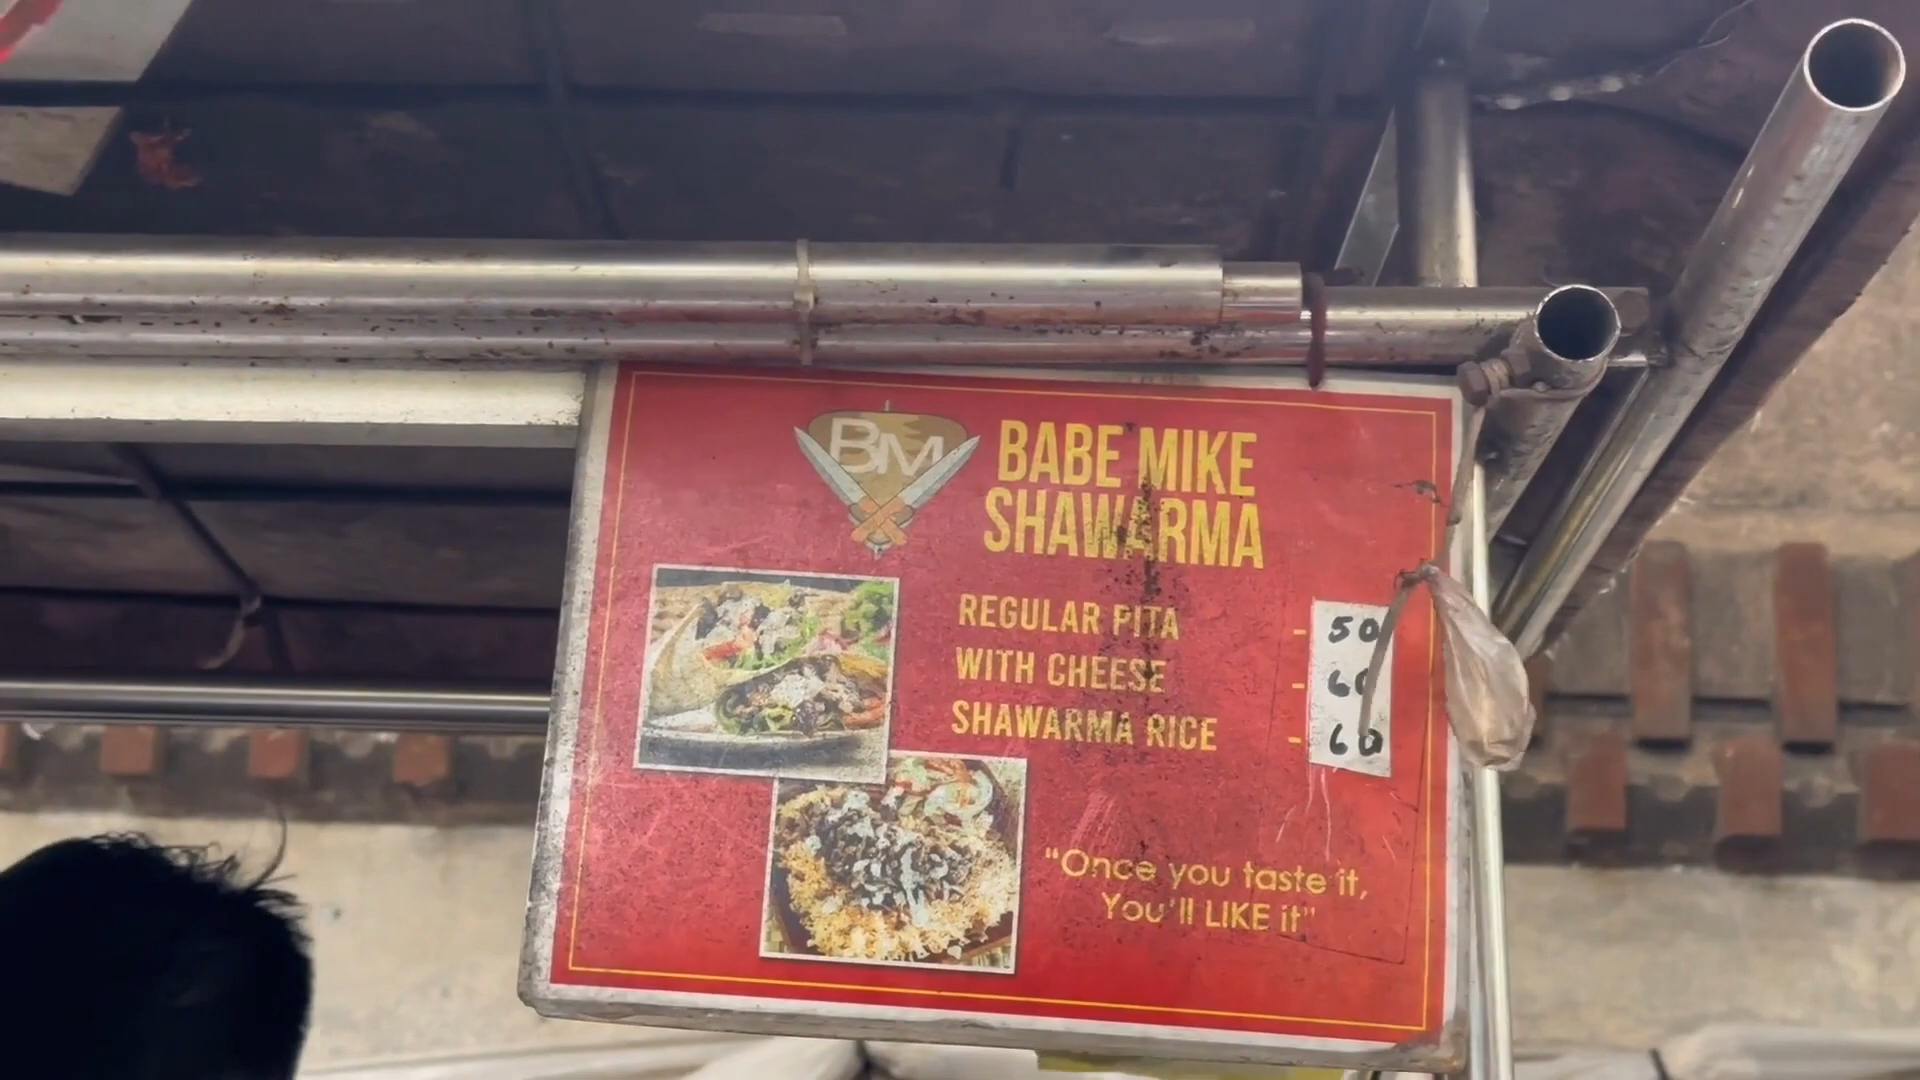 BM
BABE MIKE
SHAWARMA
REGULAR PITA - 50
WITH CHEESE - 60
SHAWARMA RICE - 60
"Once you taste it,
You'll LIKE it"